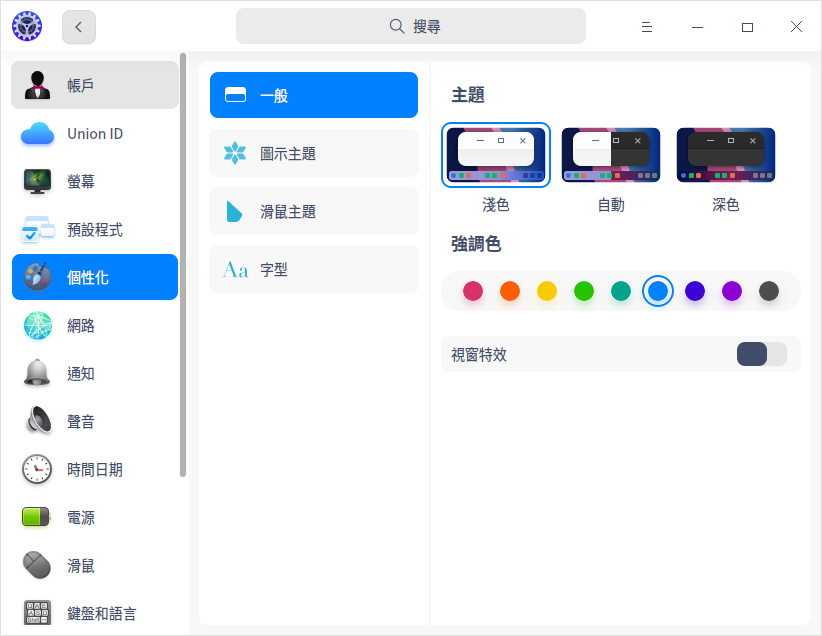 搜尋
帳戶
Union ID
螢幕
預設程式
個性化
網路
通知
聲音
時間日期
電源
滑鼠
鍵盤和語言
一般
圖示主題
滑鼠主題
Aa 字型
主題
淺色 自動 深色
強調色
視窗特效